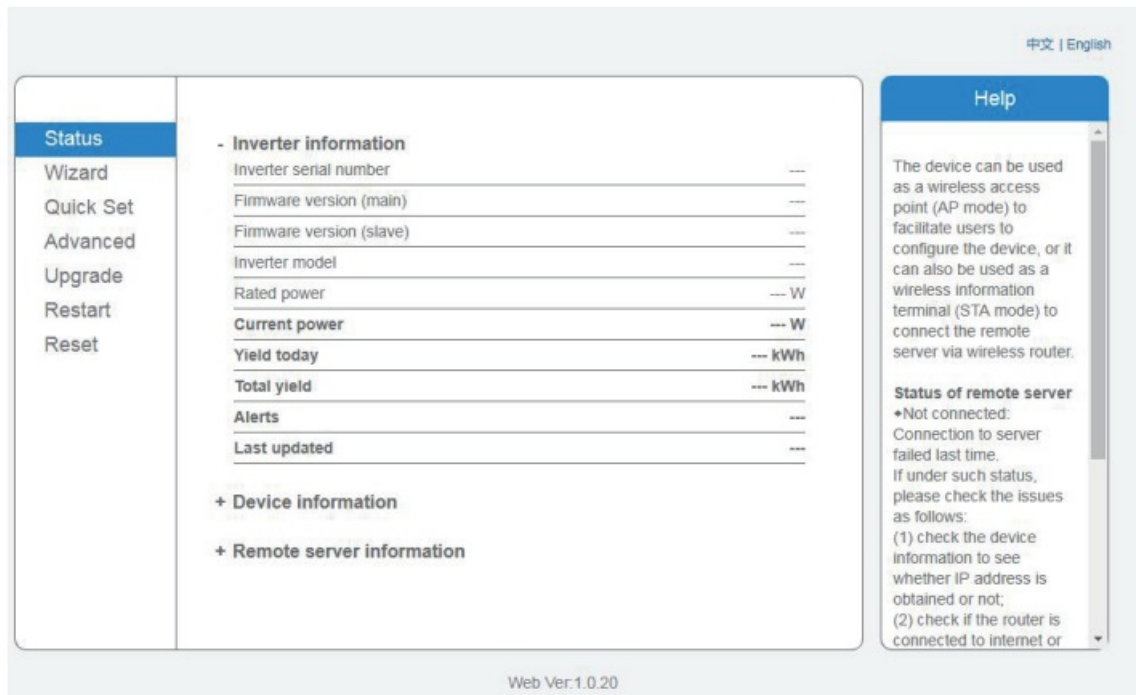 中文 | English
Status
Wizard
Quick Set
Advanced
Upgrade
Restart
Reset
- Inverter information
Inverter serial number ---
Firmware version (main) ---
Firmware version (slave) ---
Inverter model ---
Rated power --- W
Current power --- W
Yield today --- kWh
Total yield --- kWh
Alerts ---
Last updated ---
+ Device information
+ Remote server information
Help
The device can be used
as a wireless access
point (AP mode) to
facilitate users to
configure the device, or it
can also be used as a
wireless information
terminal (STA mode) to
connect the remote
server via wireless router.
Status of remote server
♦Not connected:
Connection to server
failed last time.
If under such status,
please check the issues
as follows:
(1) check the device
information to see
whether IP address is
obtained or not;
(2) check if the router is
connected to internet or
Web Ver:1.0.20